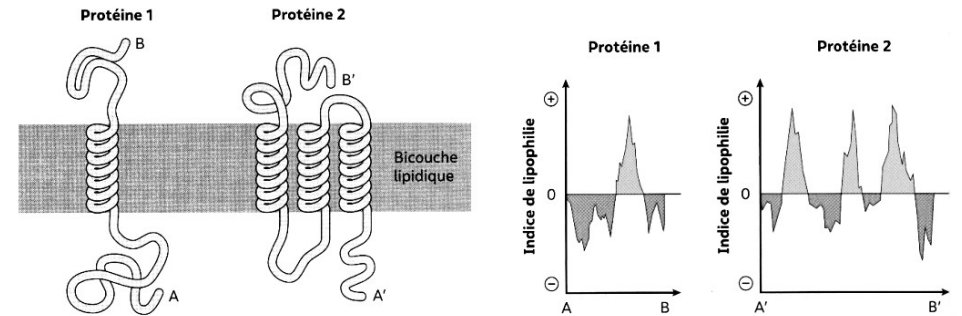 Protéine 1
Protéine 2
B
B'
Bicouche
lipidique
A
A'
Protéine 1
Protéine 2
Indice de lipophilie
+
0
−
A
B
Indice de lipophilie
+
0
−
A'
B'